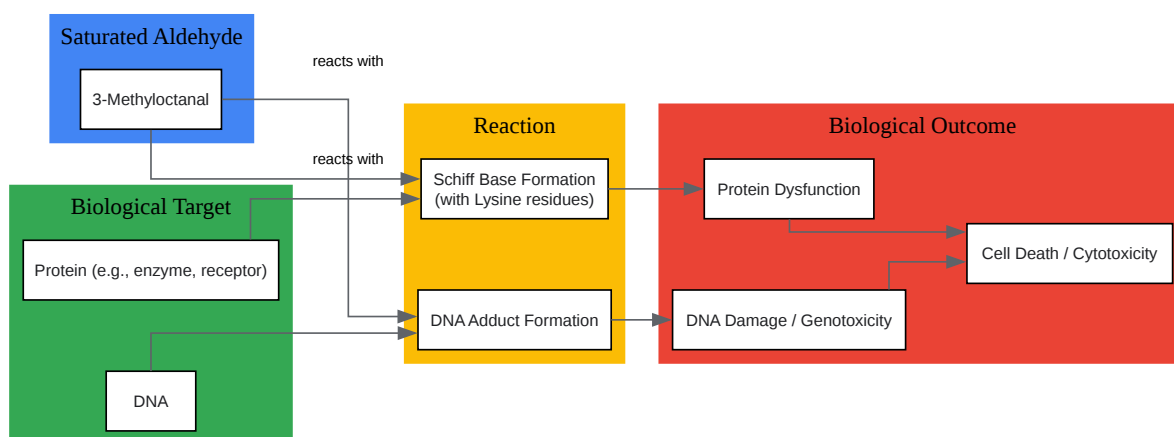 Saturated Aldehyde
3-Methyloctanal
reacts with
reacts with
Biological Target
Protein (e.g., enzyme, receptor)
DNA
Reaction
Schiff Base Formation
(with Lysine residues)
DNA Adduct Formation
Biological Outcome
Protein Dysfunction
Cell Death / Cytotoxicity
DNA Damage / Genotoxicity